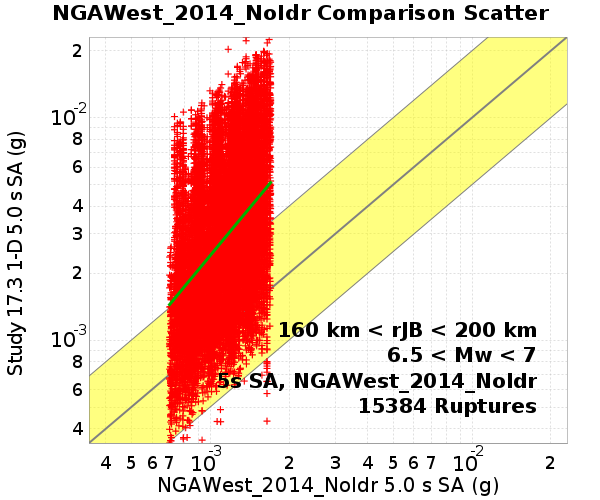 NGAWest_2014_NoIdr Comparison Scatter
Study 17.3 1-D 5.0 s SA (g)
2
10-2
8
6
4
3
2
10-3
8
6
4
160 km < rJB < 200 km
6.5 < Mw < 7
5s SA, NGAWest_2014_NoIdr
15384 Ruptures
4 5 6 7 10-3 2 3 4 5 6 7 10-2 2
NGAWest_2014_NoIdr 5.0 s SA (g)